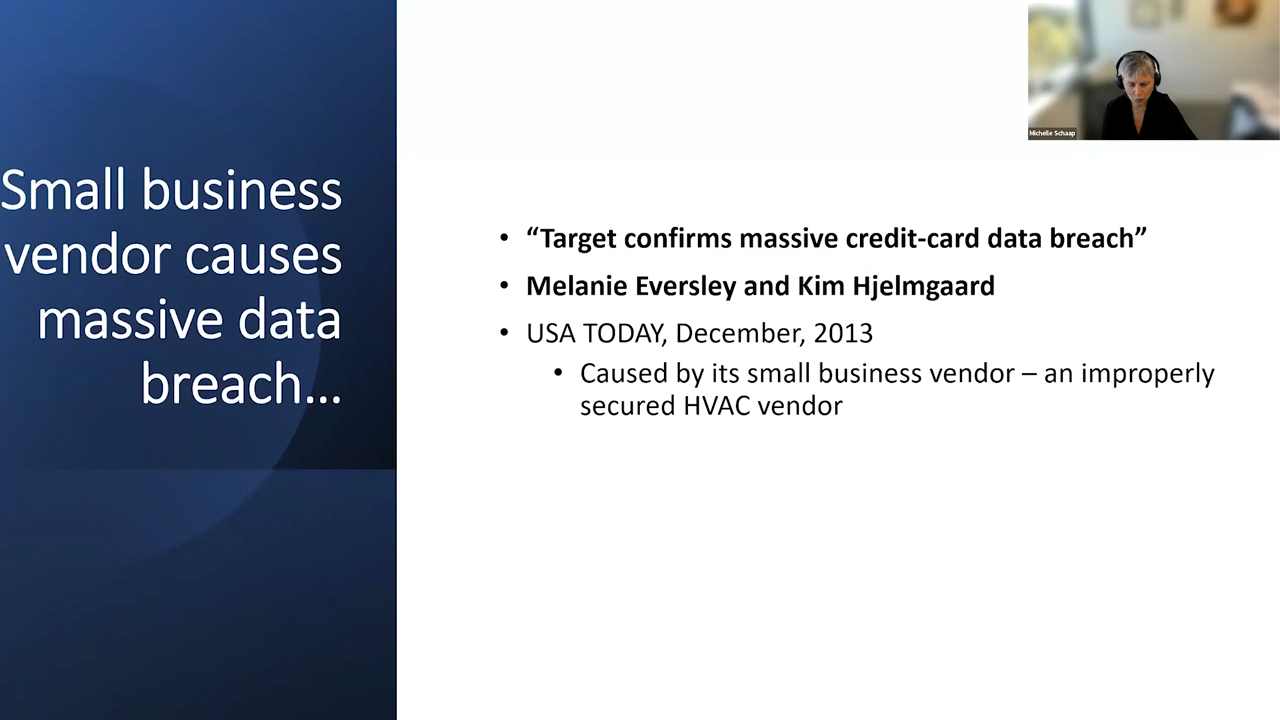 Small business
vendor causes
massive data
breach...
Michelle Schaap
• “Target confirms massive credit-card data breach”
• Melanie Eversley and Kim Hjelmgaard
• USA TODAY, December, 2013
• Caused by its small business vendor – an improperly
secured HVAC vendor